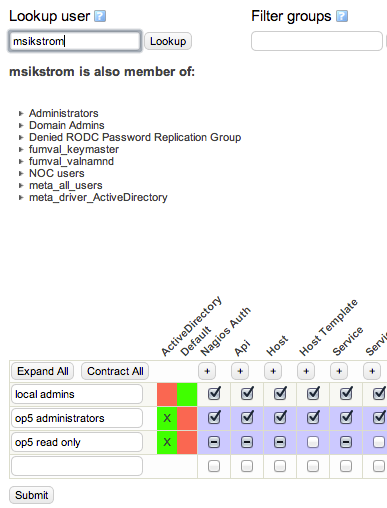 Lookup user ?
Filter groups ?
msikstrom
Lookup
msikstrom is also member of:
Administrators
Domain Admins
Denied RODC Password Replication Group
fumval_keymaster
fumval_valnamnd
NOC users
meta_all_users
meta_driver_ActiveDirectory
ActiveDirectory
Default
Nagios Auth
Api
Host
Host Template
Service
Servi
Expand All
Contract All
+ + + + + +
local admins
op5 administrators X
op5 read only X
Submit